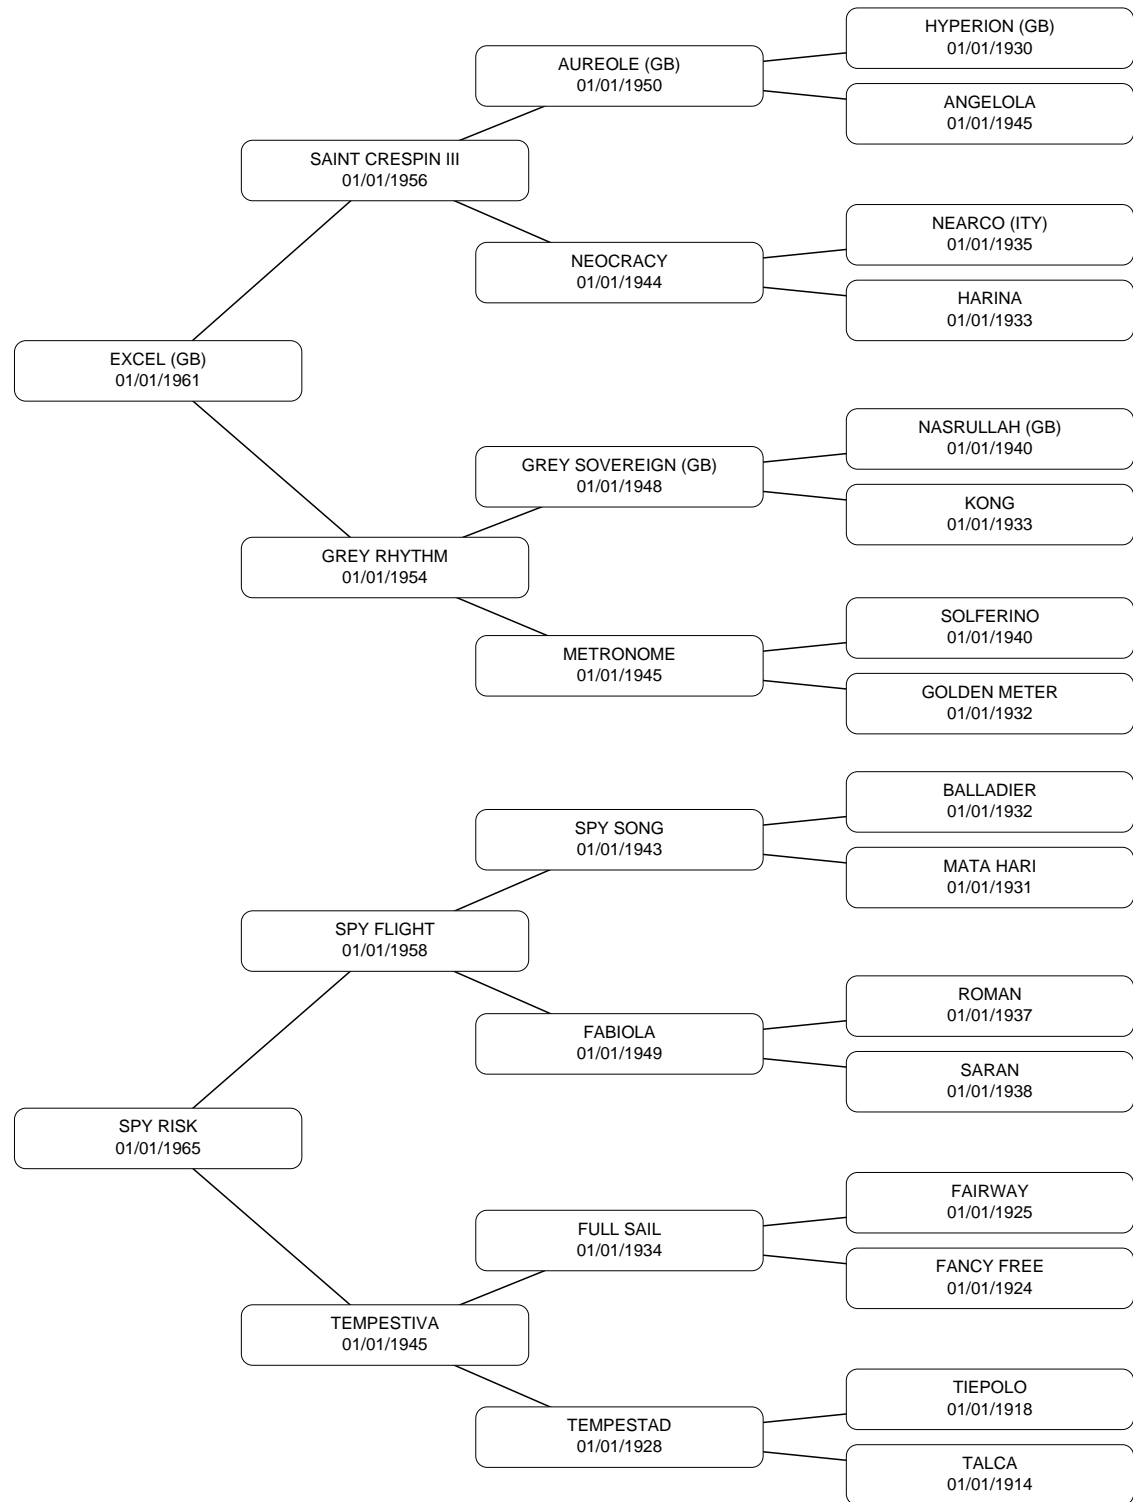 HYPERION (GB)
01/01/1930
AUREOLE (GB)
01/01/1950
ANGELOLA
01/01/1945
SAINT CRESPIN III
01/01/1956
NEARCO (ITY)
01/01/1935
NEOCRACY
01/01/1944
HARINA
01/01/1933
EXCEL (GB)
01/01/1961
NASRULLAH (GB)
01/01/1940
GREY SOVEREIGN (GB)
01/01/1948
KONG
01/01/1933
GREY RHYTHM
01/01/1954
SOLFERINO
01/01/1940
METRONOME
01/01/1945
GOLDEN METER
01/01/1932
BALLADIER
01/01/1932
SPY SONG
01/01/1943
MATA HARI
01/01/1931
SPY FLIGHT
01/01/1958
ROMAN
01/01/1937
FABIOLA
01/01/1949
SARAN
01/01/1938
SPY RISK
01/01/1965
FAIRWAY
01/01/1925
FULL SAIL
01/01/1934
FANCY FREE
01/01/1924
TEMPESTIVA
01/01/1945
TIEPOLO
01/01/1918
TEMPESTAD
01/01/1928
TALCA
01/01/1914